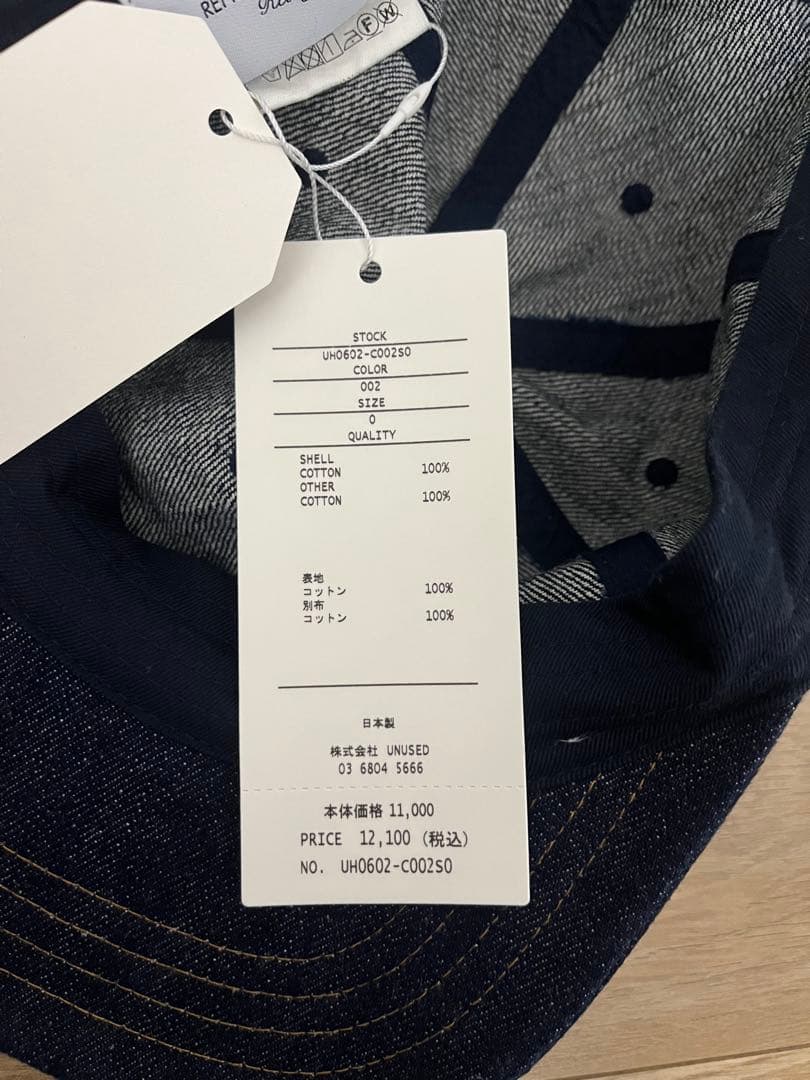 STOCK
UH0602-C002S0
COLOR
002
SIZE
0
QUALITY
SHELL
COTTON 100%
OTHER
COTTON 100%
表地
コットン 100%
別布
コットン 100%
日本製
株式会社 UNUSED
03 6804 5666
本体価格 11,000
PRICE 12,100 (税込)
NO. UH0602-C002S0